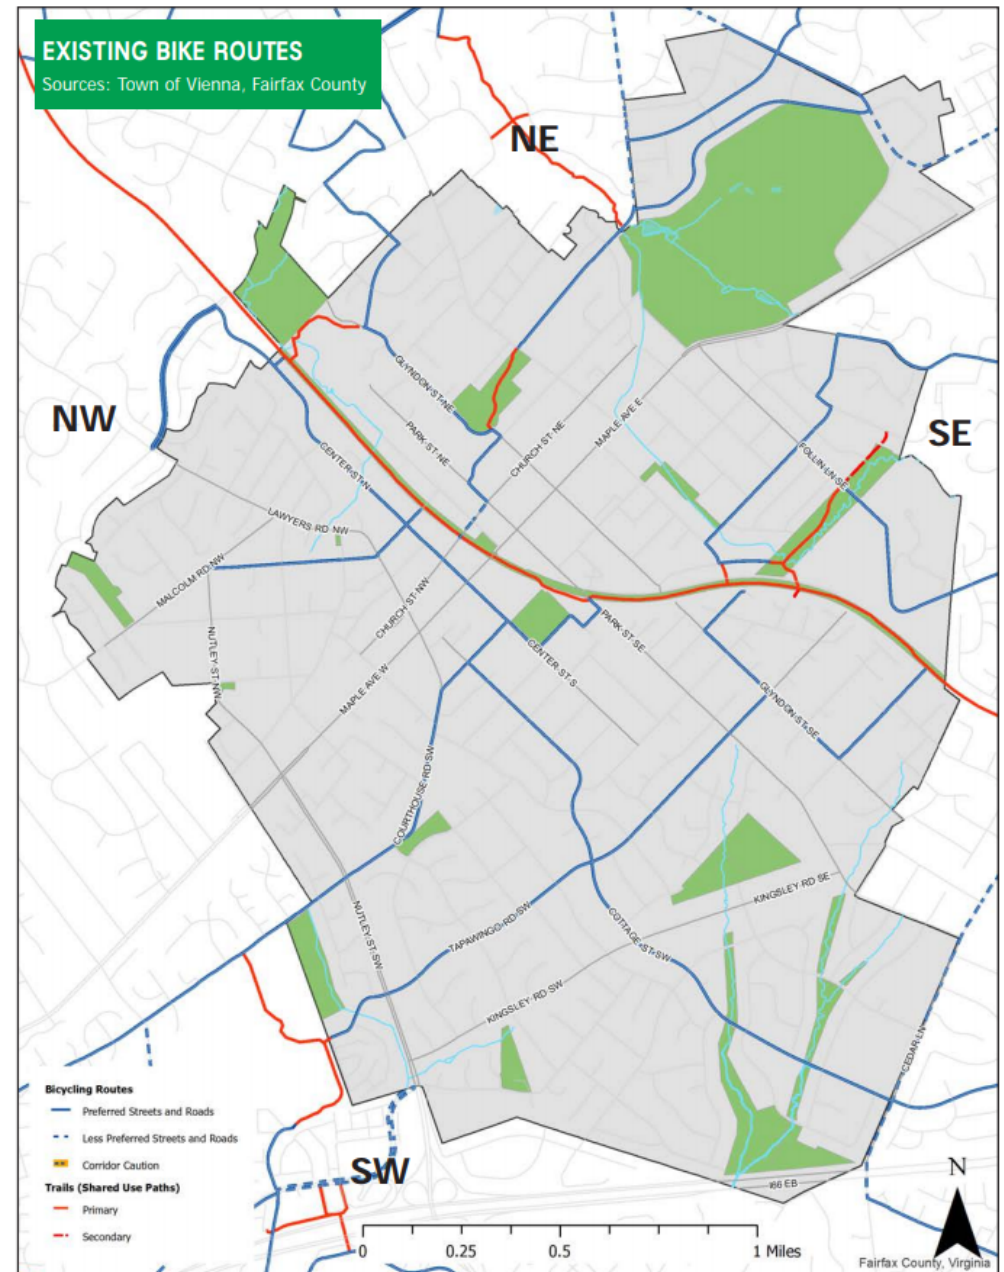 EXISTING BIKE ROUTES
Sources: Town of Vienna, Fairfax County
NE
NW
SE
GLYNDON-ST-NE
PARK-ST-NE
CHURCH ST-NE
MAPLE AVE E
FOLLIN-LN-SE
CENTER-ST-N
LAWYERS RD NW
MALCOLM-RD-NW
CHURCH-ST-NW
NUTLEY-ST-NW
MAPLE AVE W
PARK-ST-SE
CENTER ST-S
GLYNDON-ST-SE
COURTHOUSE-RD-SW
KINGSLEY-RD SE
NUTLEY-ST-SW
TAPAWINGO-RD-SW
COTTAGE-ST-SW
KINGSLEY RD SW
CEDAR-LN
I66 EB
SW
Bicycling Routes
Preferred Streets and Roads
Less Preferred Streets and Roads
Corridor Caution
Trails (Shared Use Paths)
Primary
Secondary
N
0 0.25 0.5 1 Miles
Fairfax County, Virginia